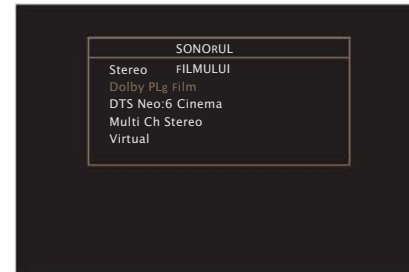 SONORUL
Stereo FILMULUI
Dolby PLg Film
DTS Neo:6 Cinema
Multi Ch Stereo
Virtual